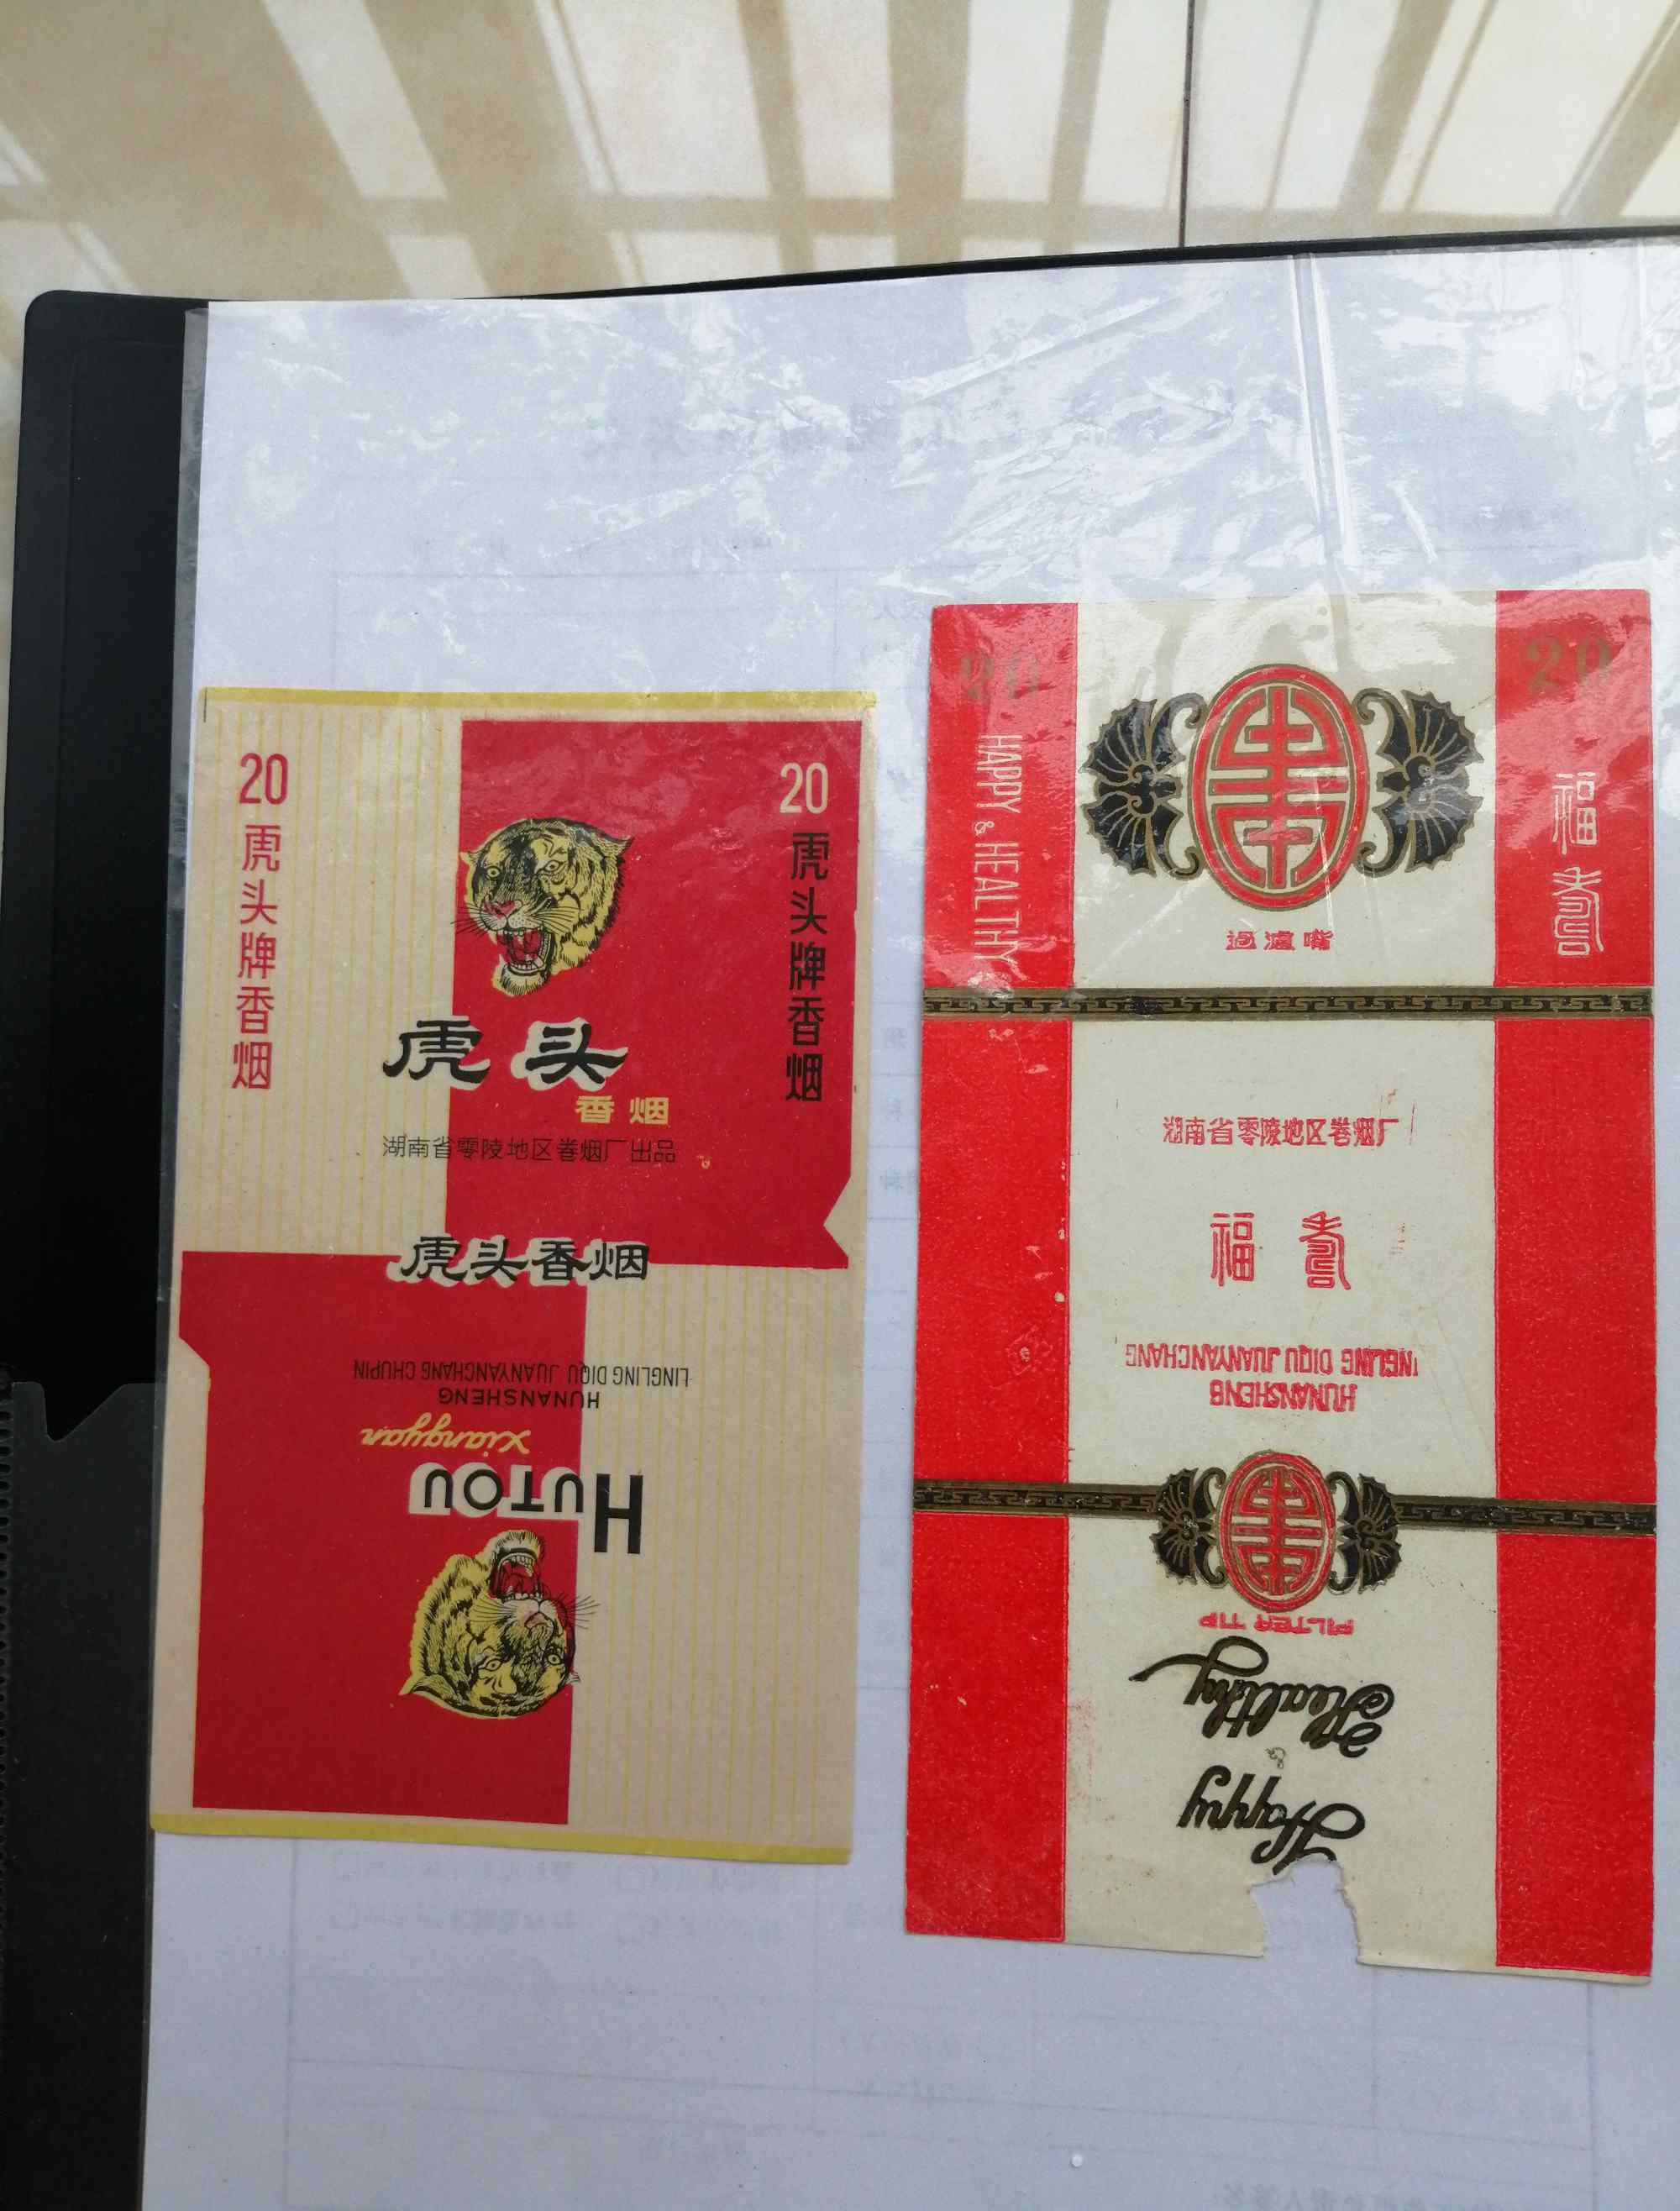 20
虎头牌香烟
20
虎头牌香烟
虎头
香烟
湖南省零陵地区卷烟厂出品
虎头香烟
LINGLING DIQU JUANYANCHANG CHUPIN
HUNANSHENG
Xiangyan
HUTOU
20
HAPPY & HEALTHY
20
福寿
过滤嘴
湖南省零陵地区卷烟厂
福寿
HUNANSHENG
LINGLING DIQU JUANYANCHANG
FILTER TIP
Happy
&
Healthy